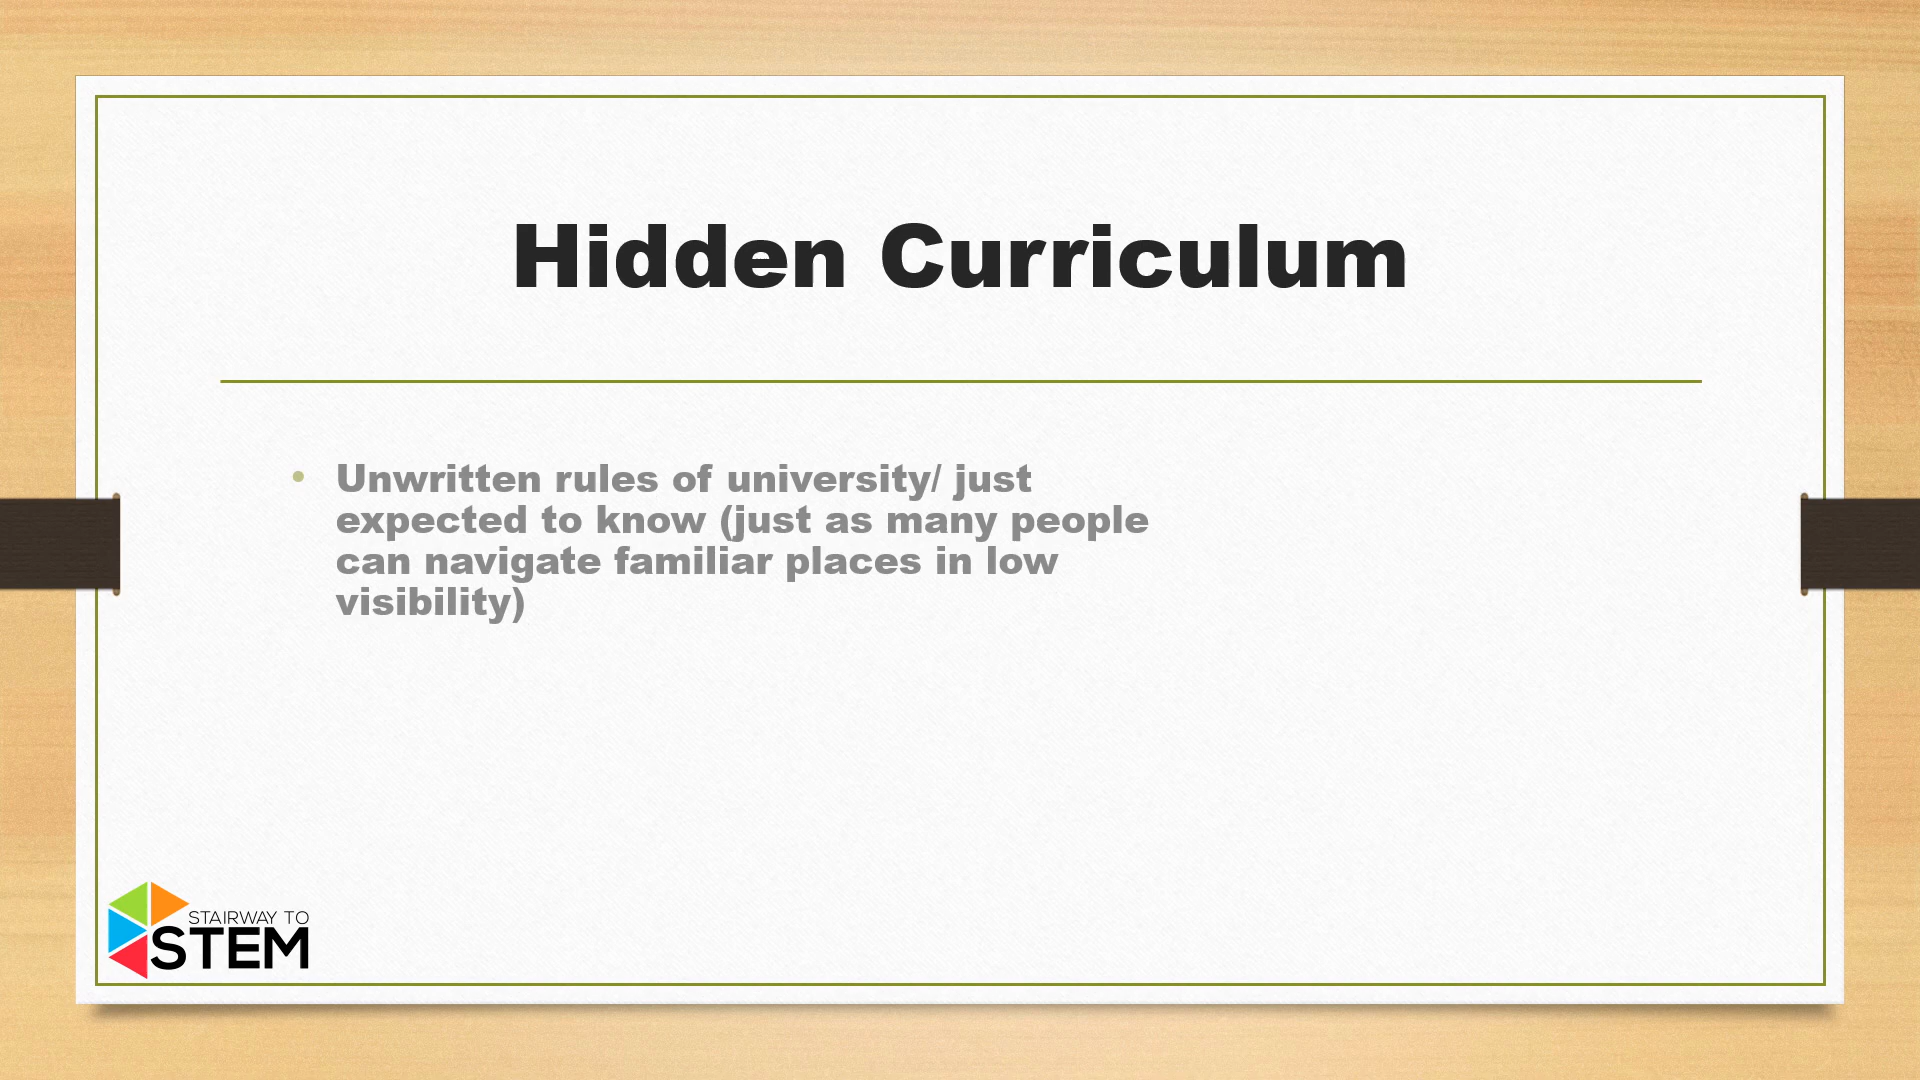 Hidden Curriculum
• Unwritten rules of university/ just
expected to know (just as many people
can navigate familiar places in low
visibility)
STAIRWAY TO
STEM